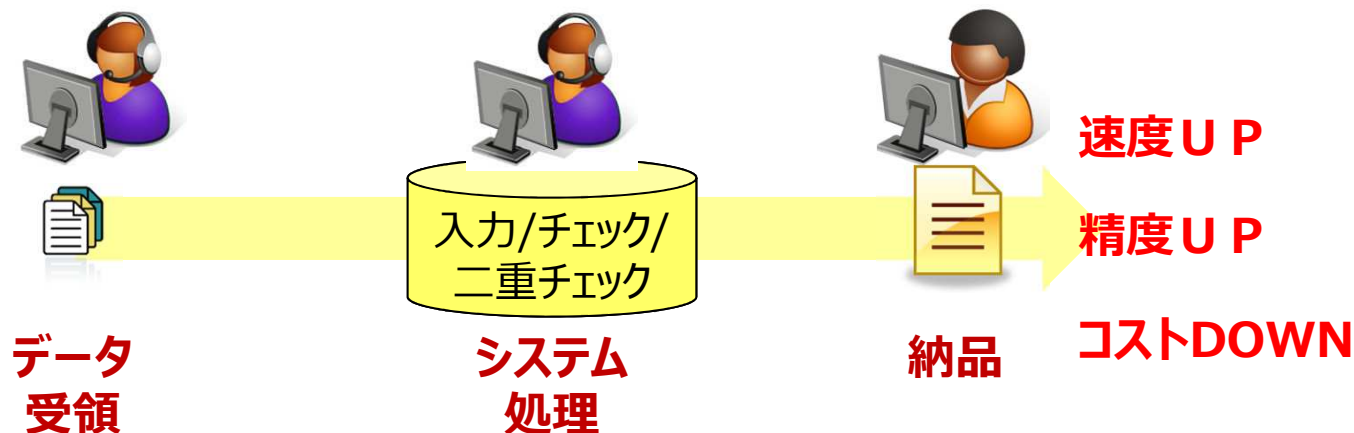 入力/チェック/
二重チェック
データ
受領
システム
処理
納品
速度ＵＰ
精度ＵＰ
コストDOWN